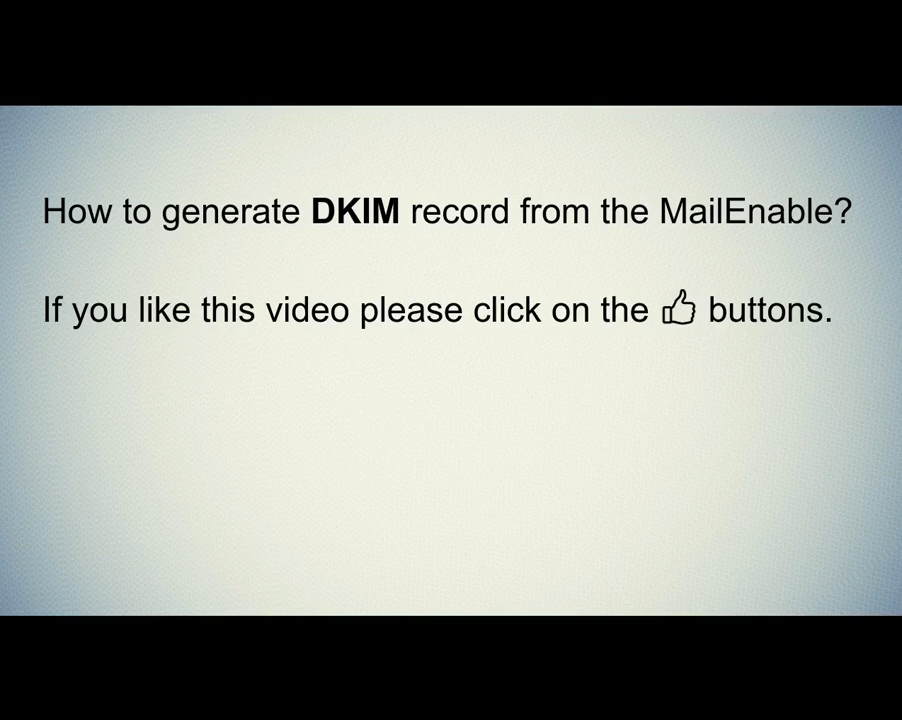 How to generate DKIM record from the MailEnable?
If you like this video please click on the 👍 buttons.